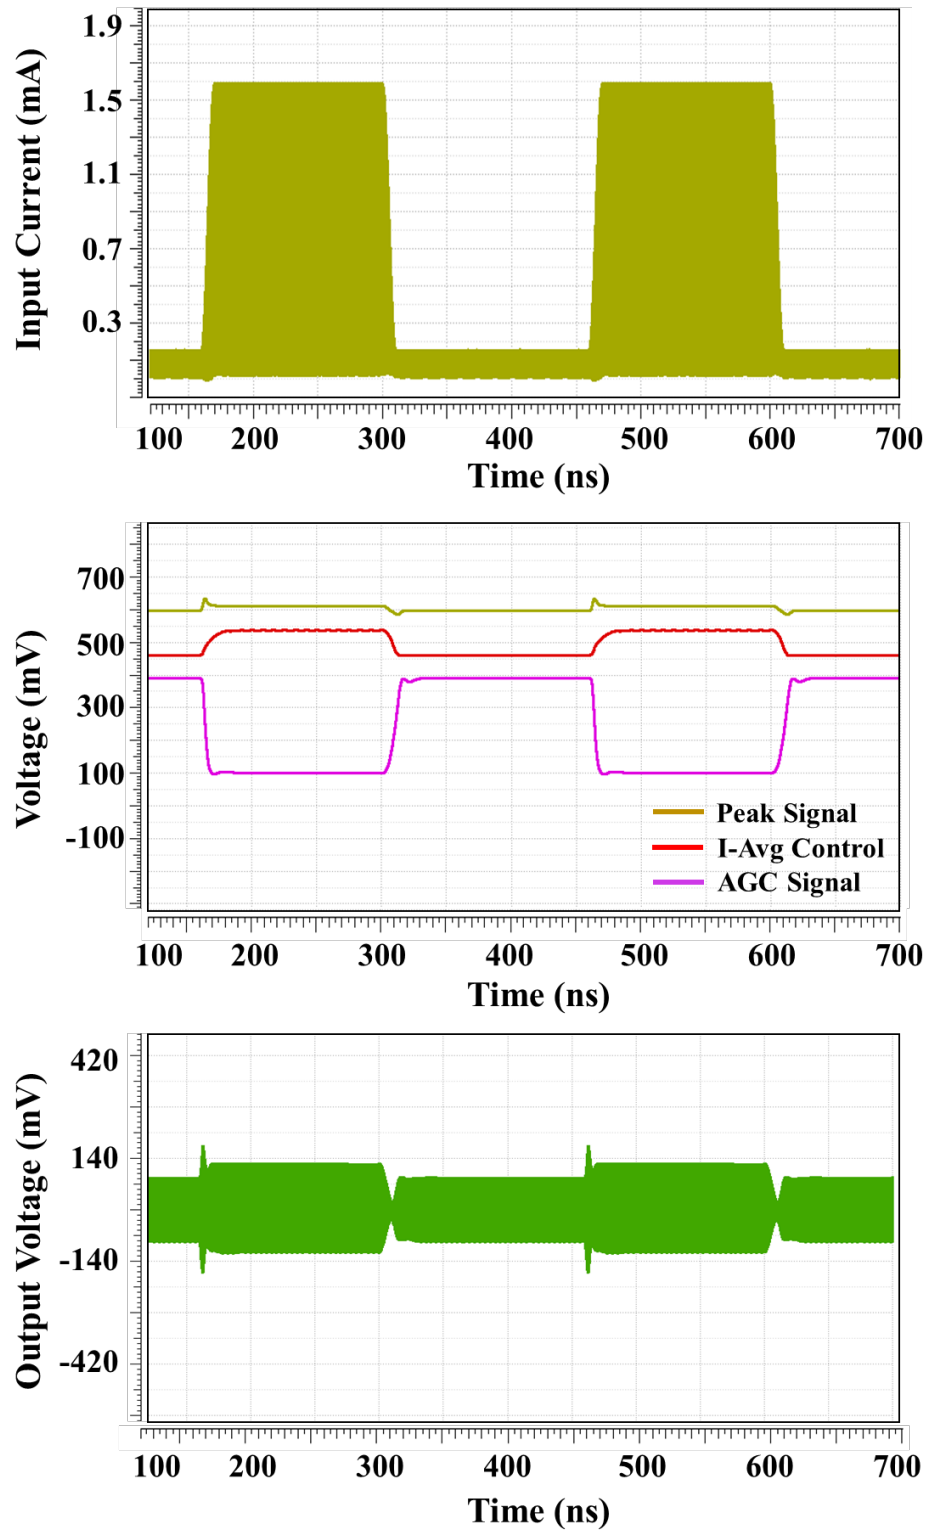 Input Current (mA)
1.9
1.5
1.1
0.7
0.3
100 200 300 400 500 600 700
Time (ns)
Voltage (mV)
700
500
300
100
-100
Peak Signal
I-Avg Control
AGC Signal
100 200 300 400 500 600 700
Time (ns)
Output Voltage (mV)
420
140
-140
-420
100 200 300 400 500 600 700
Time (ns)